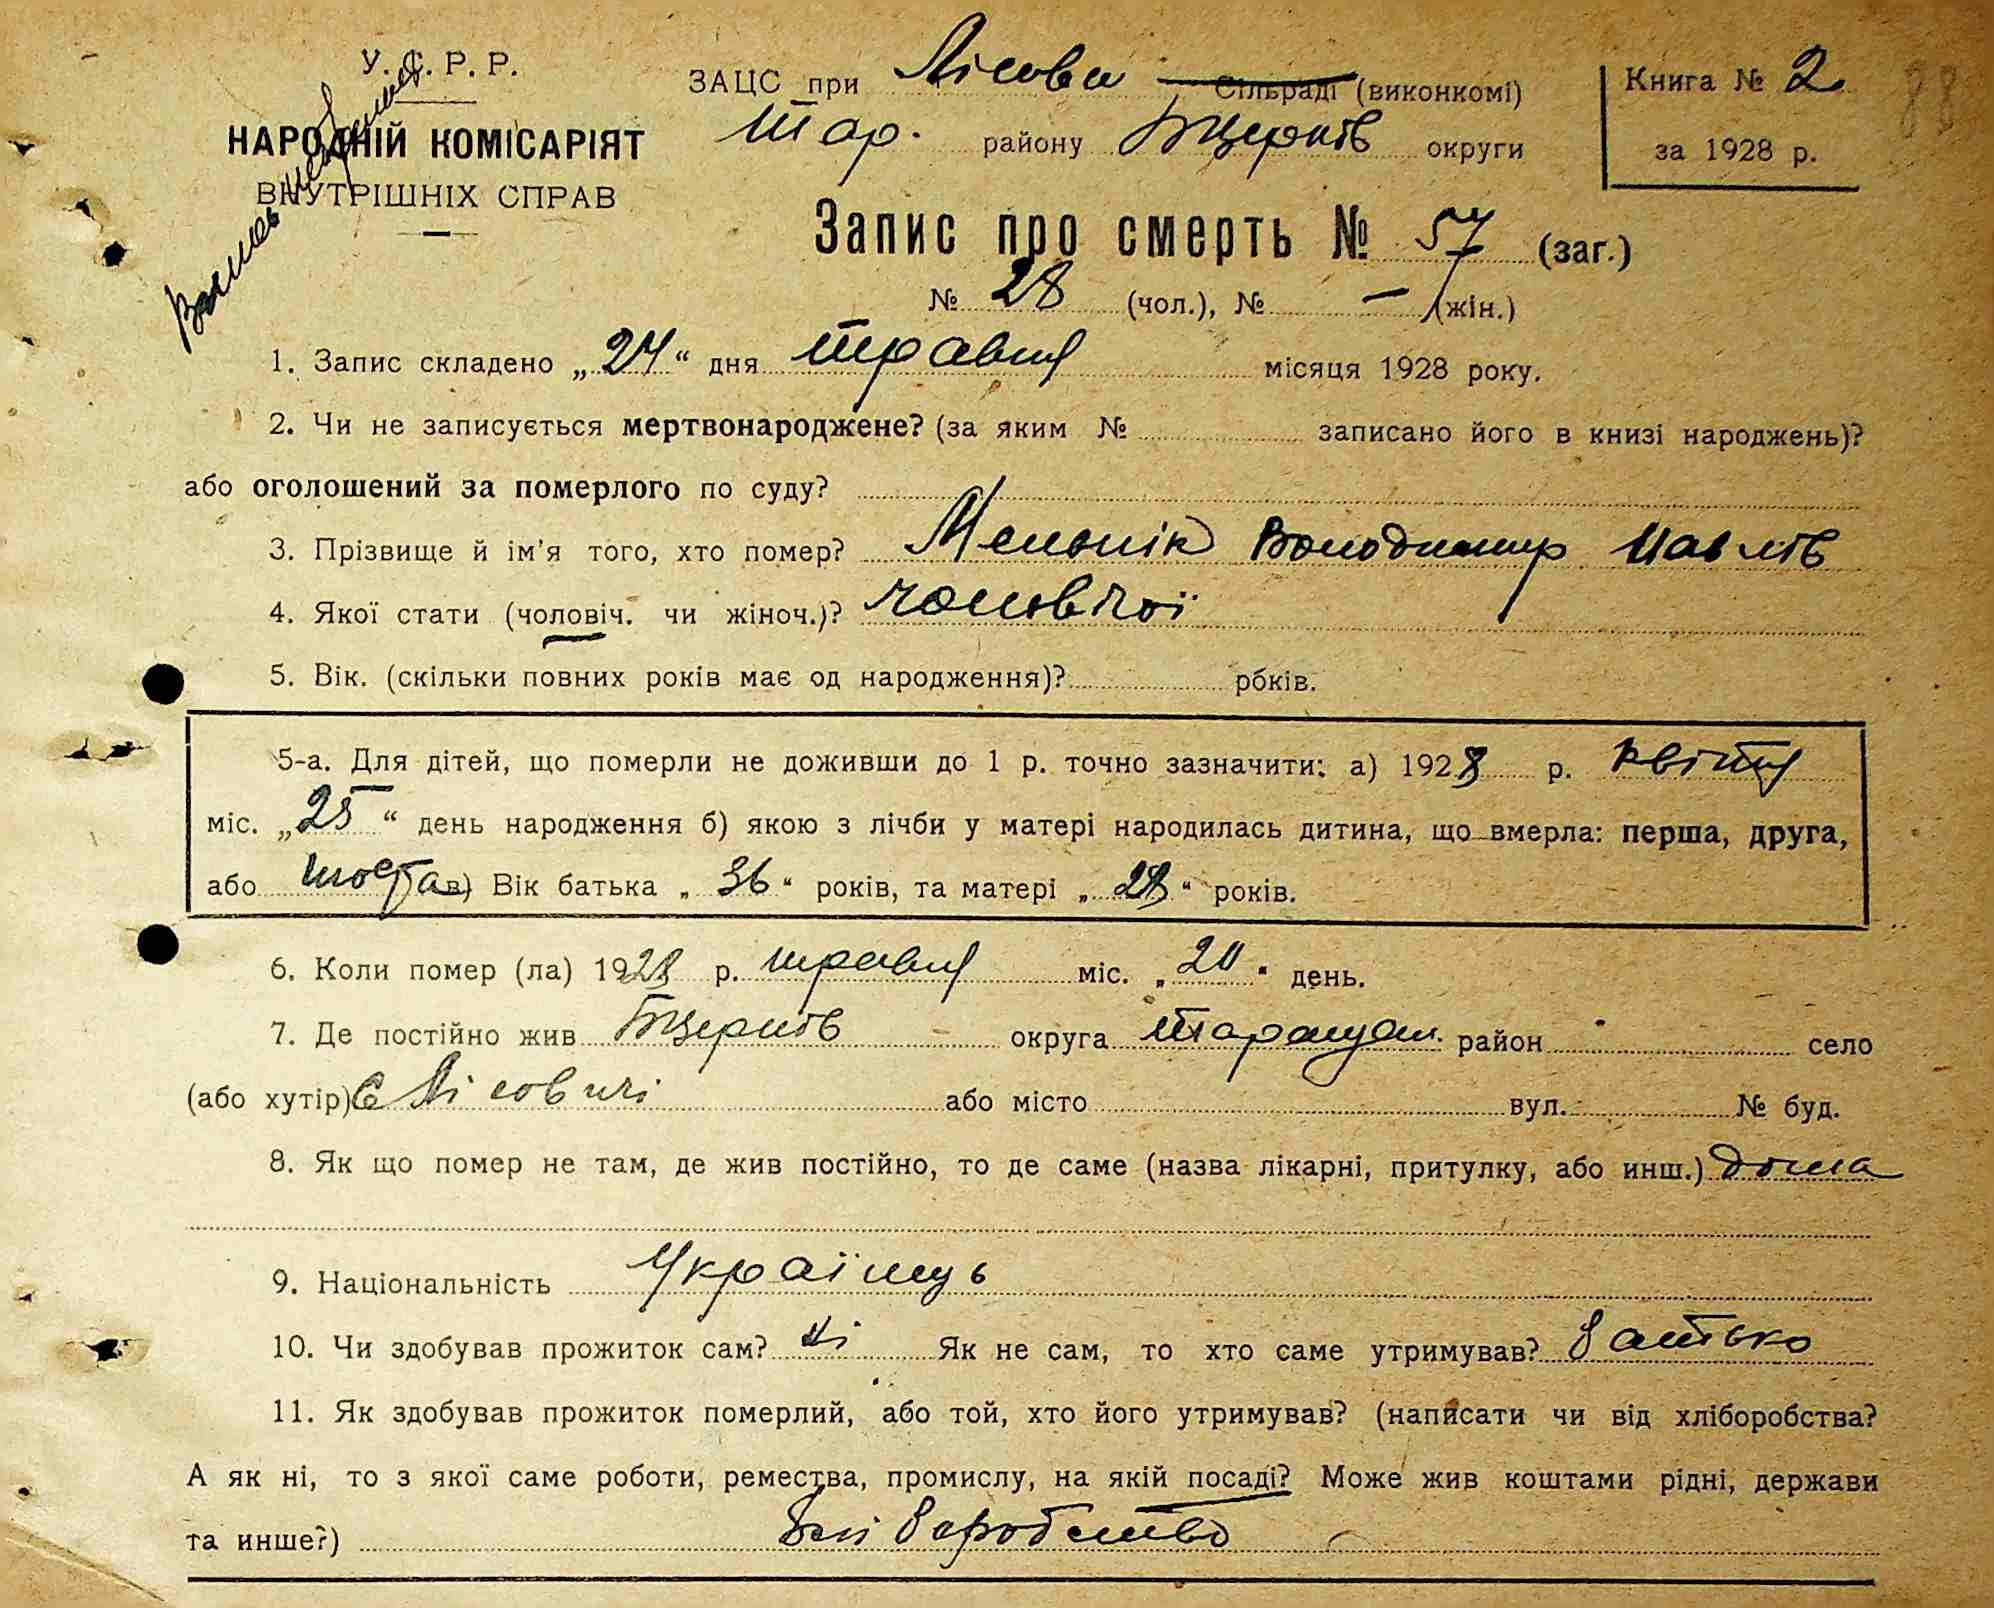 У. С. Р. Р.
НАРОДНІЙ КОМІСАРІЯТ
ВНУТРІШНІХ СПРАВ
ЗАЦС при Лісови Сільраді (виконкомі)
Тар. району Бцерків округи
Книга № 2
за 1928 р.
88
Запис про смерть № 57 (заг.)
№ 28 (чол.), № — (жін.)
1. Запис складено „24“ дня травня місяця 1928 року.
2. Чи не записується мертвонароджене? (за яким № записано його в книзі народжень)?
або оголошений за померлого по суду?
3. Прізвище й ім'я того, хто помер? Мельнік Володимир Павлів
4. Якої стати (чоловіч. чи жіноч.)? чоловічої
5. Вік. (скільки повних років має од народження)? років.
5-а. Для дітей, що померли не доживши до 1 р. точно зазначити: а) 1928 р. квітня
міс. „25“ день народження б) якою з лічби у матері народилась дитина, що вмерла: перша, друга,
або шоста в) Вік батька „36“ років, та матері „28“ років.
6. Коли помер (ла) 1928 р. травня міс. „20“ день.
7. Де постійно жив Бцерків округа Таращан. район село
(або хутір) с Лісовичі або місто вул. № буд.
8. Як що помер не там, де жив постійно, то де саме (назва лікарні, притулку, або инш.) дома
9. Національність Українець
10. Чи здобував прожиток сам? Ні Як не сам, то хто саме утримував? батько
11. Як здобував прожиток померлий, або той, хто його утримував? (написати чи від хліборобства?
А як ні, то з якої саме роботи, ремества, промислу, на якій посаді? Може жив коштами рідні, держави
та инше?) хліборобство